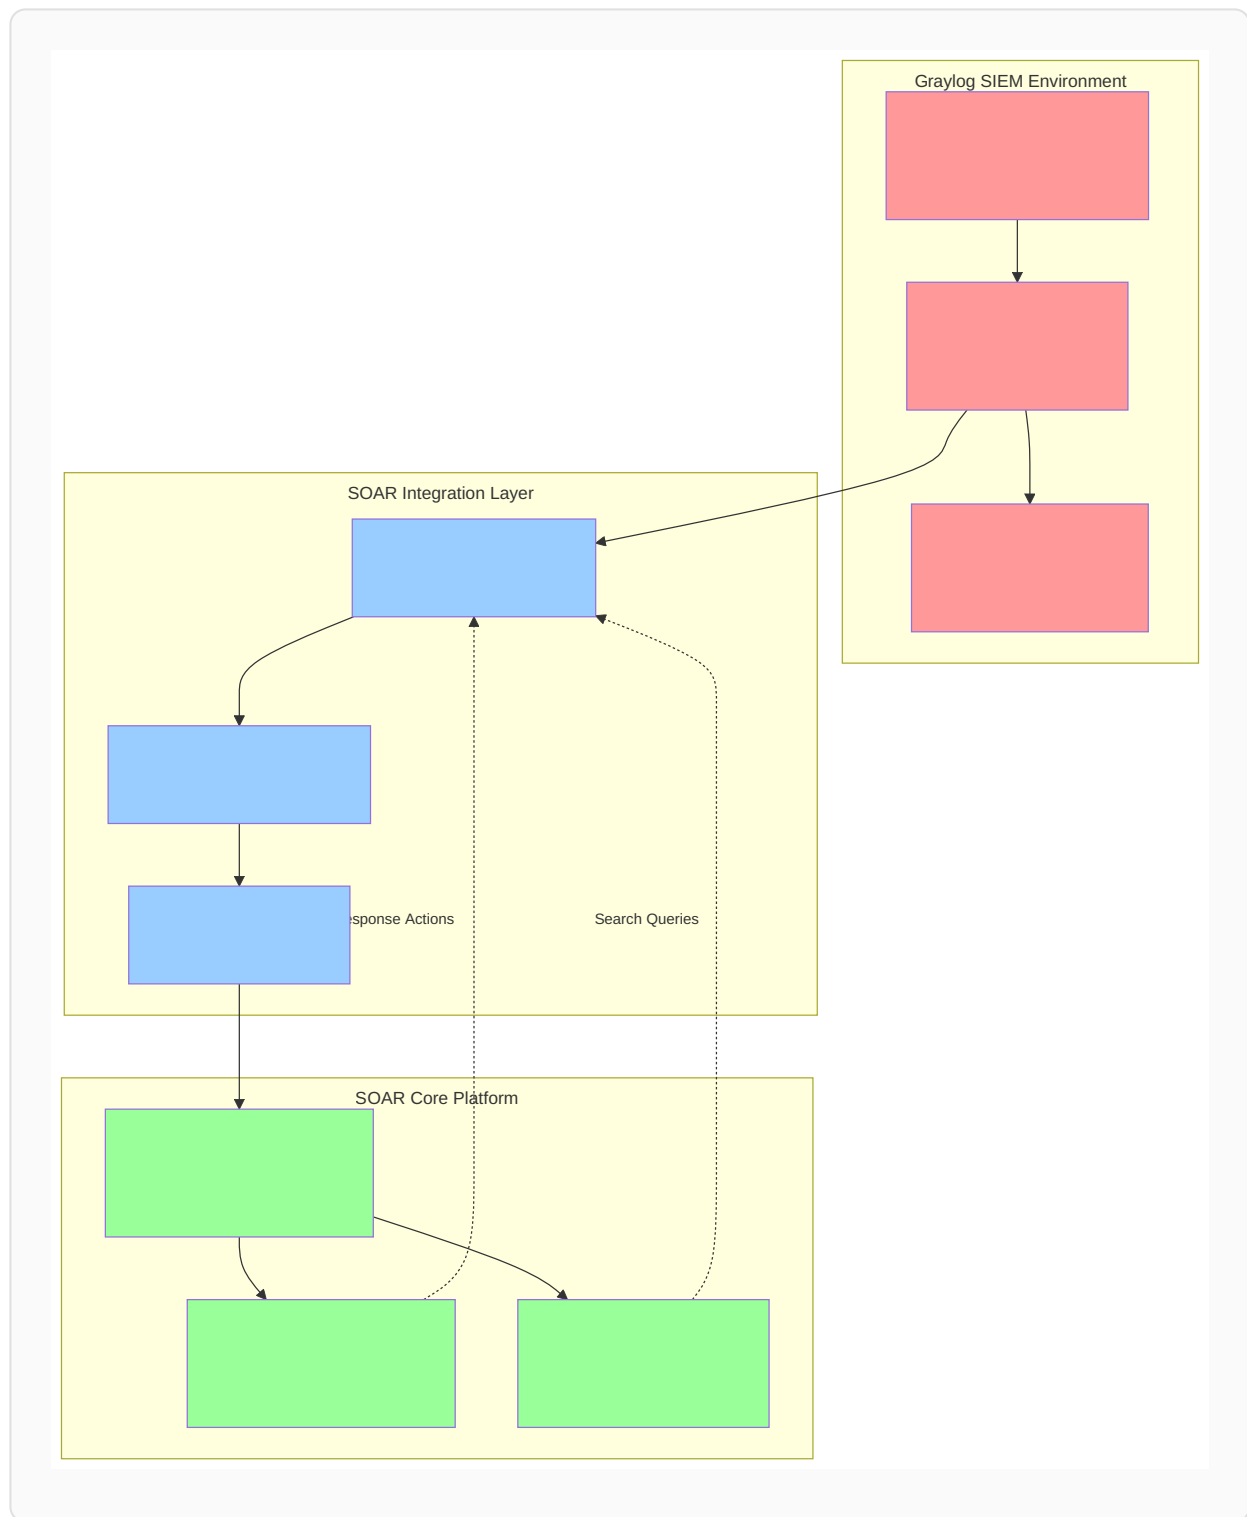 Graylog SIEM Environment
SOAR Integration Layer
esponse Actions
Search Queries
SOAR Core Platform